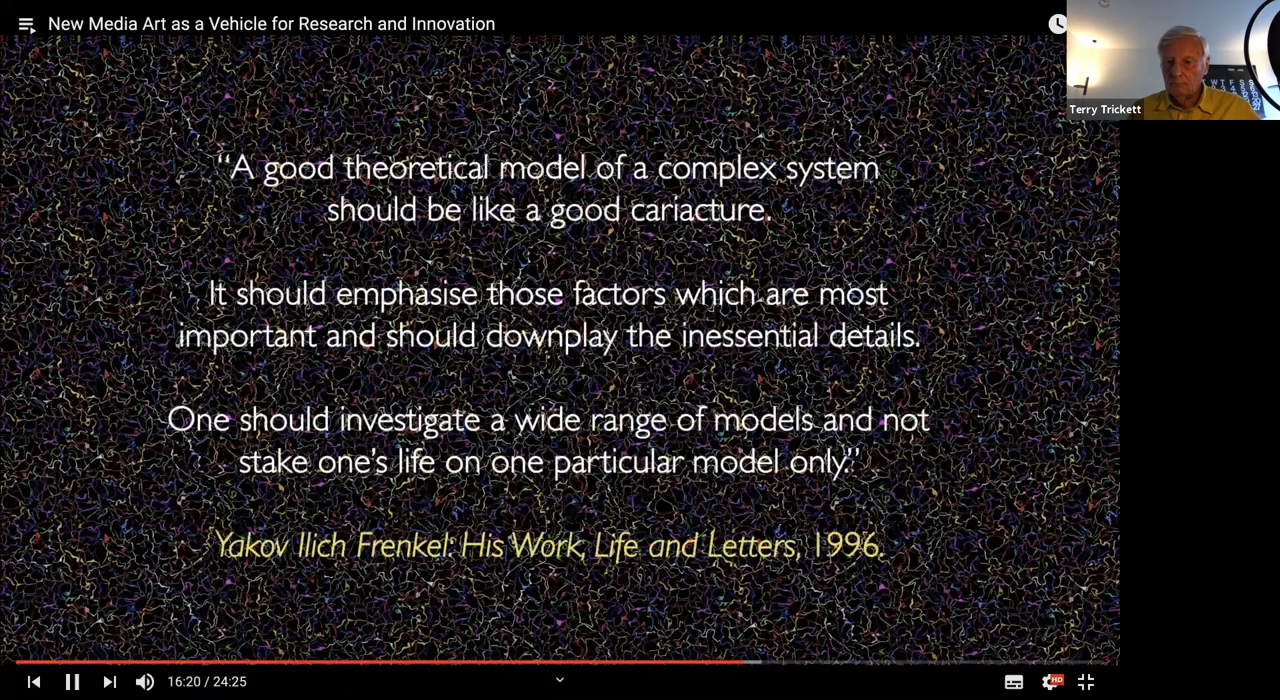 New Media Art as a Vehicle for Research and Innovation
Terry Trickett
“A good theoretical model of a complex system
should be like a good cariacture.
It should emphasise those factors which are most
important and should downplay the inessential details.
One should investigate a wide range of models and not
stake one’s life on one particular model only.”
Yakov Ilich Frenkel: His Work, Life and Letters, 1996.
16:20 / 24:25
HD